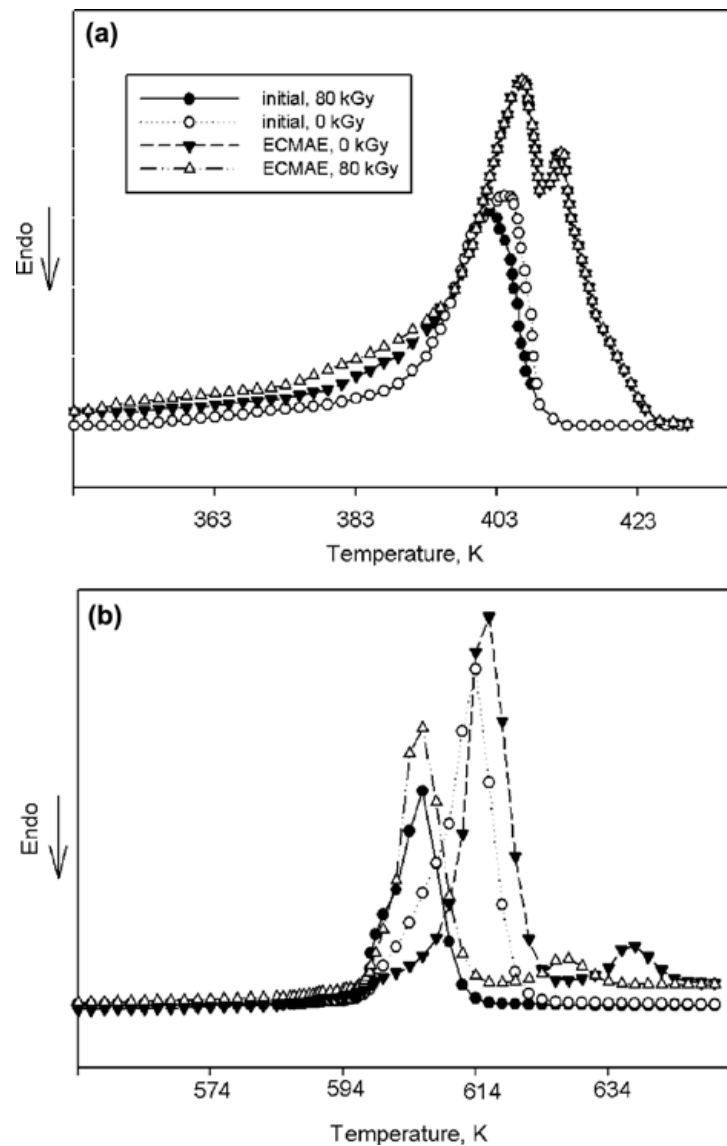 (a)
initial, 80 kGy
initial, 0 kGy
ECMAE, 0 kGy
ECMAE, 80 kGy
Endo
363 383 403 423
Temperature, K
(b)
Endo
574 594 614 634
Temperature, K